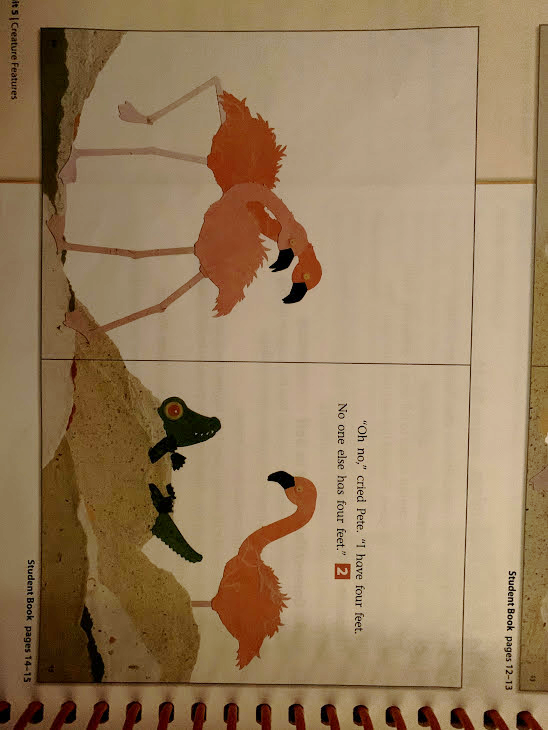 Student Book pages 12–13
"Oh no," cried Pete. "I have four feet.
No one else has four feet." 2
Student Book pages 14–15
it 5 | Creature Features